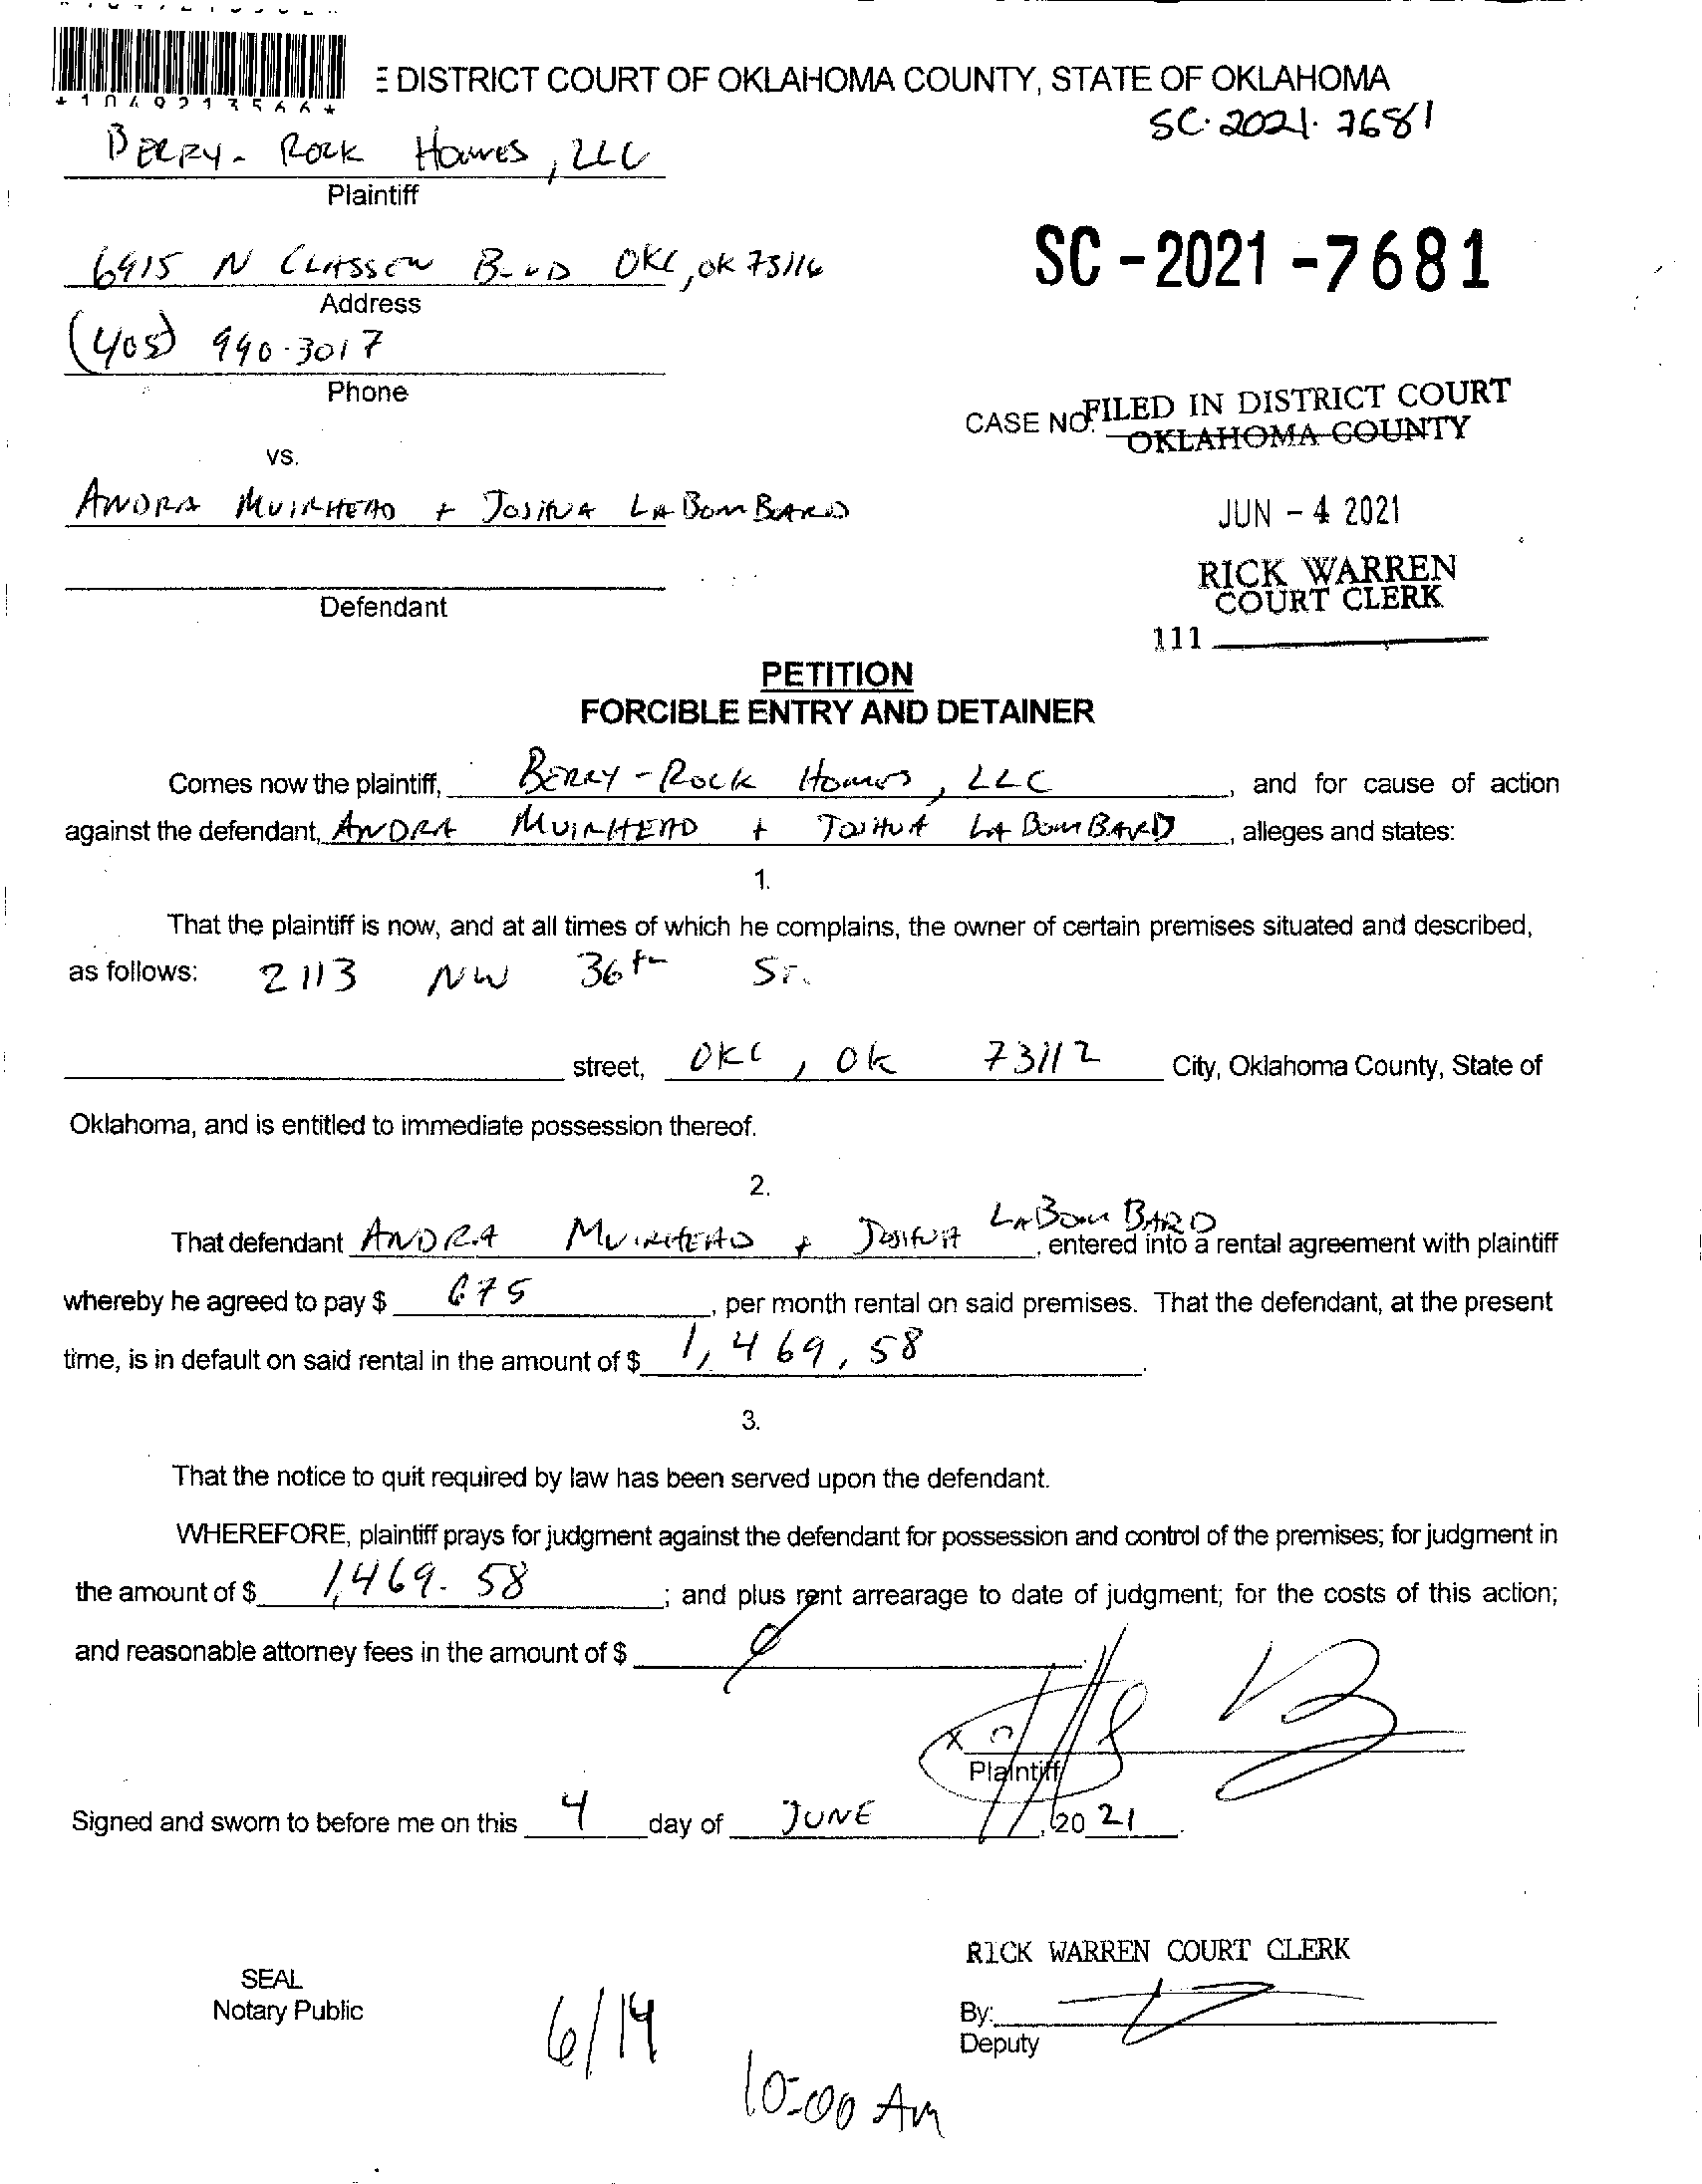 *1049213566*
E DISTRICT COURT OF OKLAHOMA COUNTY, STATE OF OKLAHOMA
SC-2021-7681
BERRY-ROCK HOMES, LLC
Plaintiff
SC-2021-7681
6915 N CLASSEN BLVD OKC, OK 73116
Address
(405) 990-3017
Phone
CASE NO. FILED IN DISTRICT COURT
OKLAHOMA COUNTY
vs.
ANDRA MUIRHEAD + JOSHUA LABOMBARD
JUN - 4 2021
RICK WARREN
COURT CLERK
Defendant
111
PETITION
FORCIBLE ENTRY AND DETAINER
Comes now the plaintiff, BERRY-ROCK HOMES, LLC, and for cause of action
against the defendant, ANDRA MUIRHEAD + JOSHUA LABOMBARD, alleges and states:
1.
That the plaintiff is now, and at all times of which he complains, the owner of certain premises situated and described,
as follows: 2113 NW 36th ST.
street, OKC, OK 73112 City, Oklahoma County, State of
Oklahoma, and is entitled to immediate possession thereof.
2.
That defendant ANDRA MUIRHEAD + JOSHUA LABOMBARD, entered into a rental agreement with plaintiff
whereby he agreed to pay $ 675, per month rental on said premises. That the defendant, at the present
time, is in default on said rental in the amount of $ 1,469.58.
3.
That the notice to quit required by law has been served upon the defendant.
WHEREFORE, plaintiff prays for judgment against the defendant for possession and control of the premises; for judgment in
the amount of $ 1,469.58; and plus rent arrearage to date of judgment; for the costs of this action;
and reasonable attorney fees in the amount of $ 0.
X
Plaintiff
Signed and sworn to before me on this 4 day of JUNE, 20 21.
RICK WARREN COURT CLERK
SEAL
Notary Public
By:
Deputy
6/14
10:00 AM